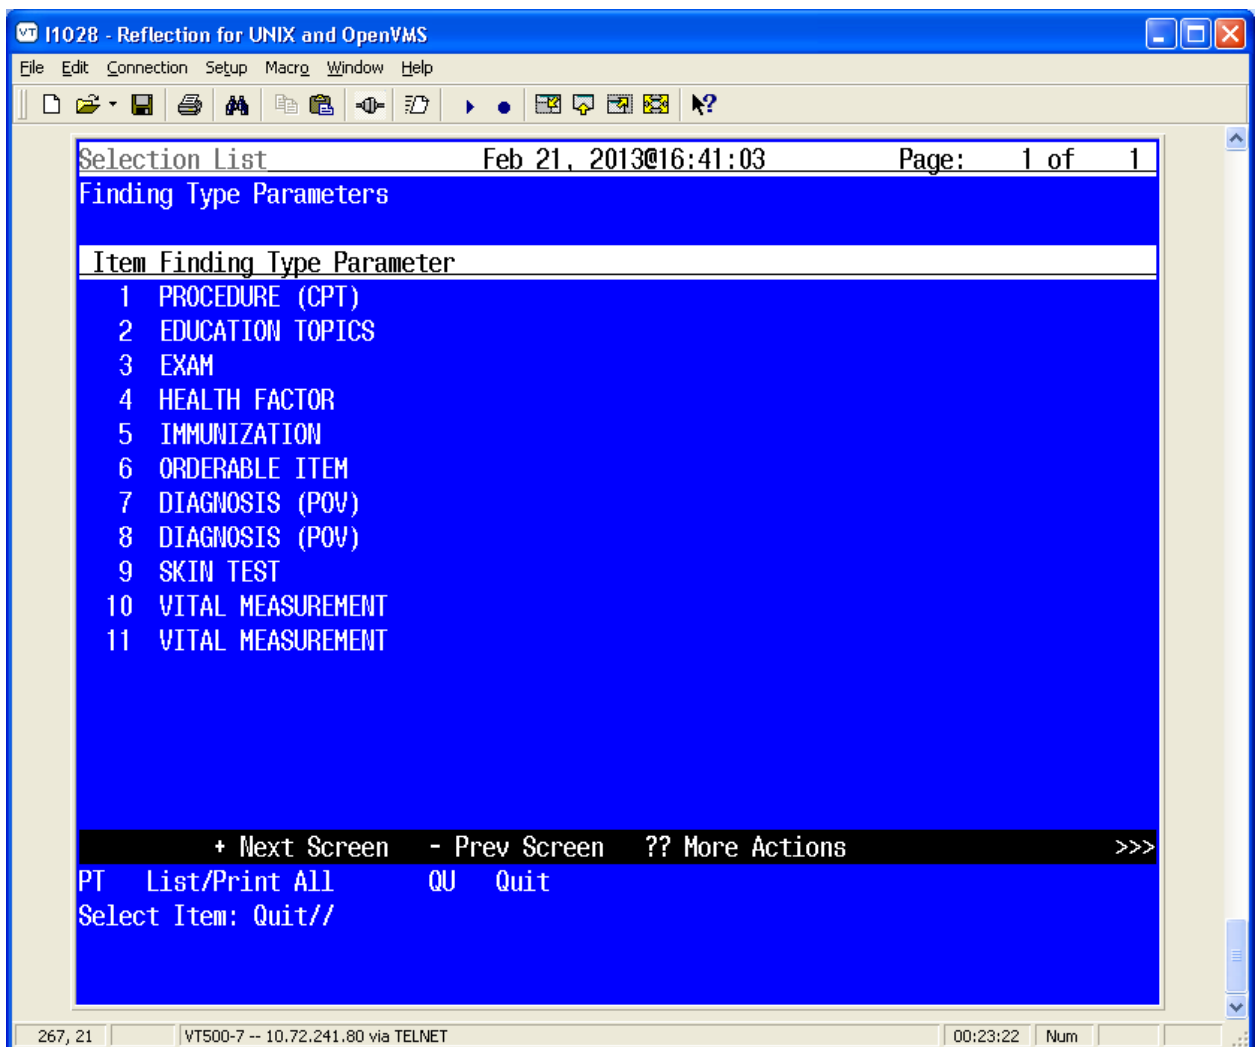 VT I1028 - Reflection for UNIX and OpenVMS
File Edit Connection Setup Macro Window Help
Selection List Feb 21, 2013@16:41:03 Page: 1 of 1
Finding Type Parameters
Item Finding Type Parameter
1 PROCEDURE (CPT)
2 EDUCATION TOPICS
3 EXAM
4 HEALTH FACTOR
5 IMMUNIZATION
6 ORDERABLE ITEM
7 DIAGNOSIS (POV)
8 DIAGNOSIS (POV)
9 SKIN TEST
10 VITAL MEASUREMENT
11 VITAL MEASUREMENT
+ Next Screen - Prev Screen ?? More Actions >>>
PT List/Print All QU Quit
Select Item: Quit//
267, 21 VT500-7 -- 10.72.241.80 via TELNET 00:23:22 Num